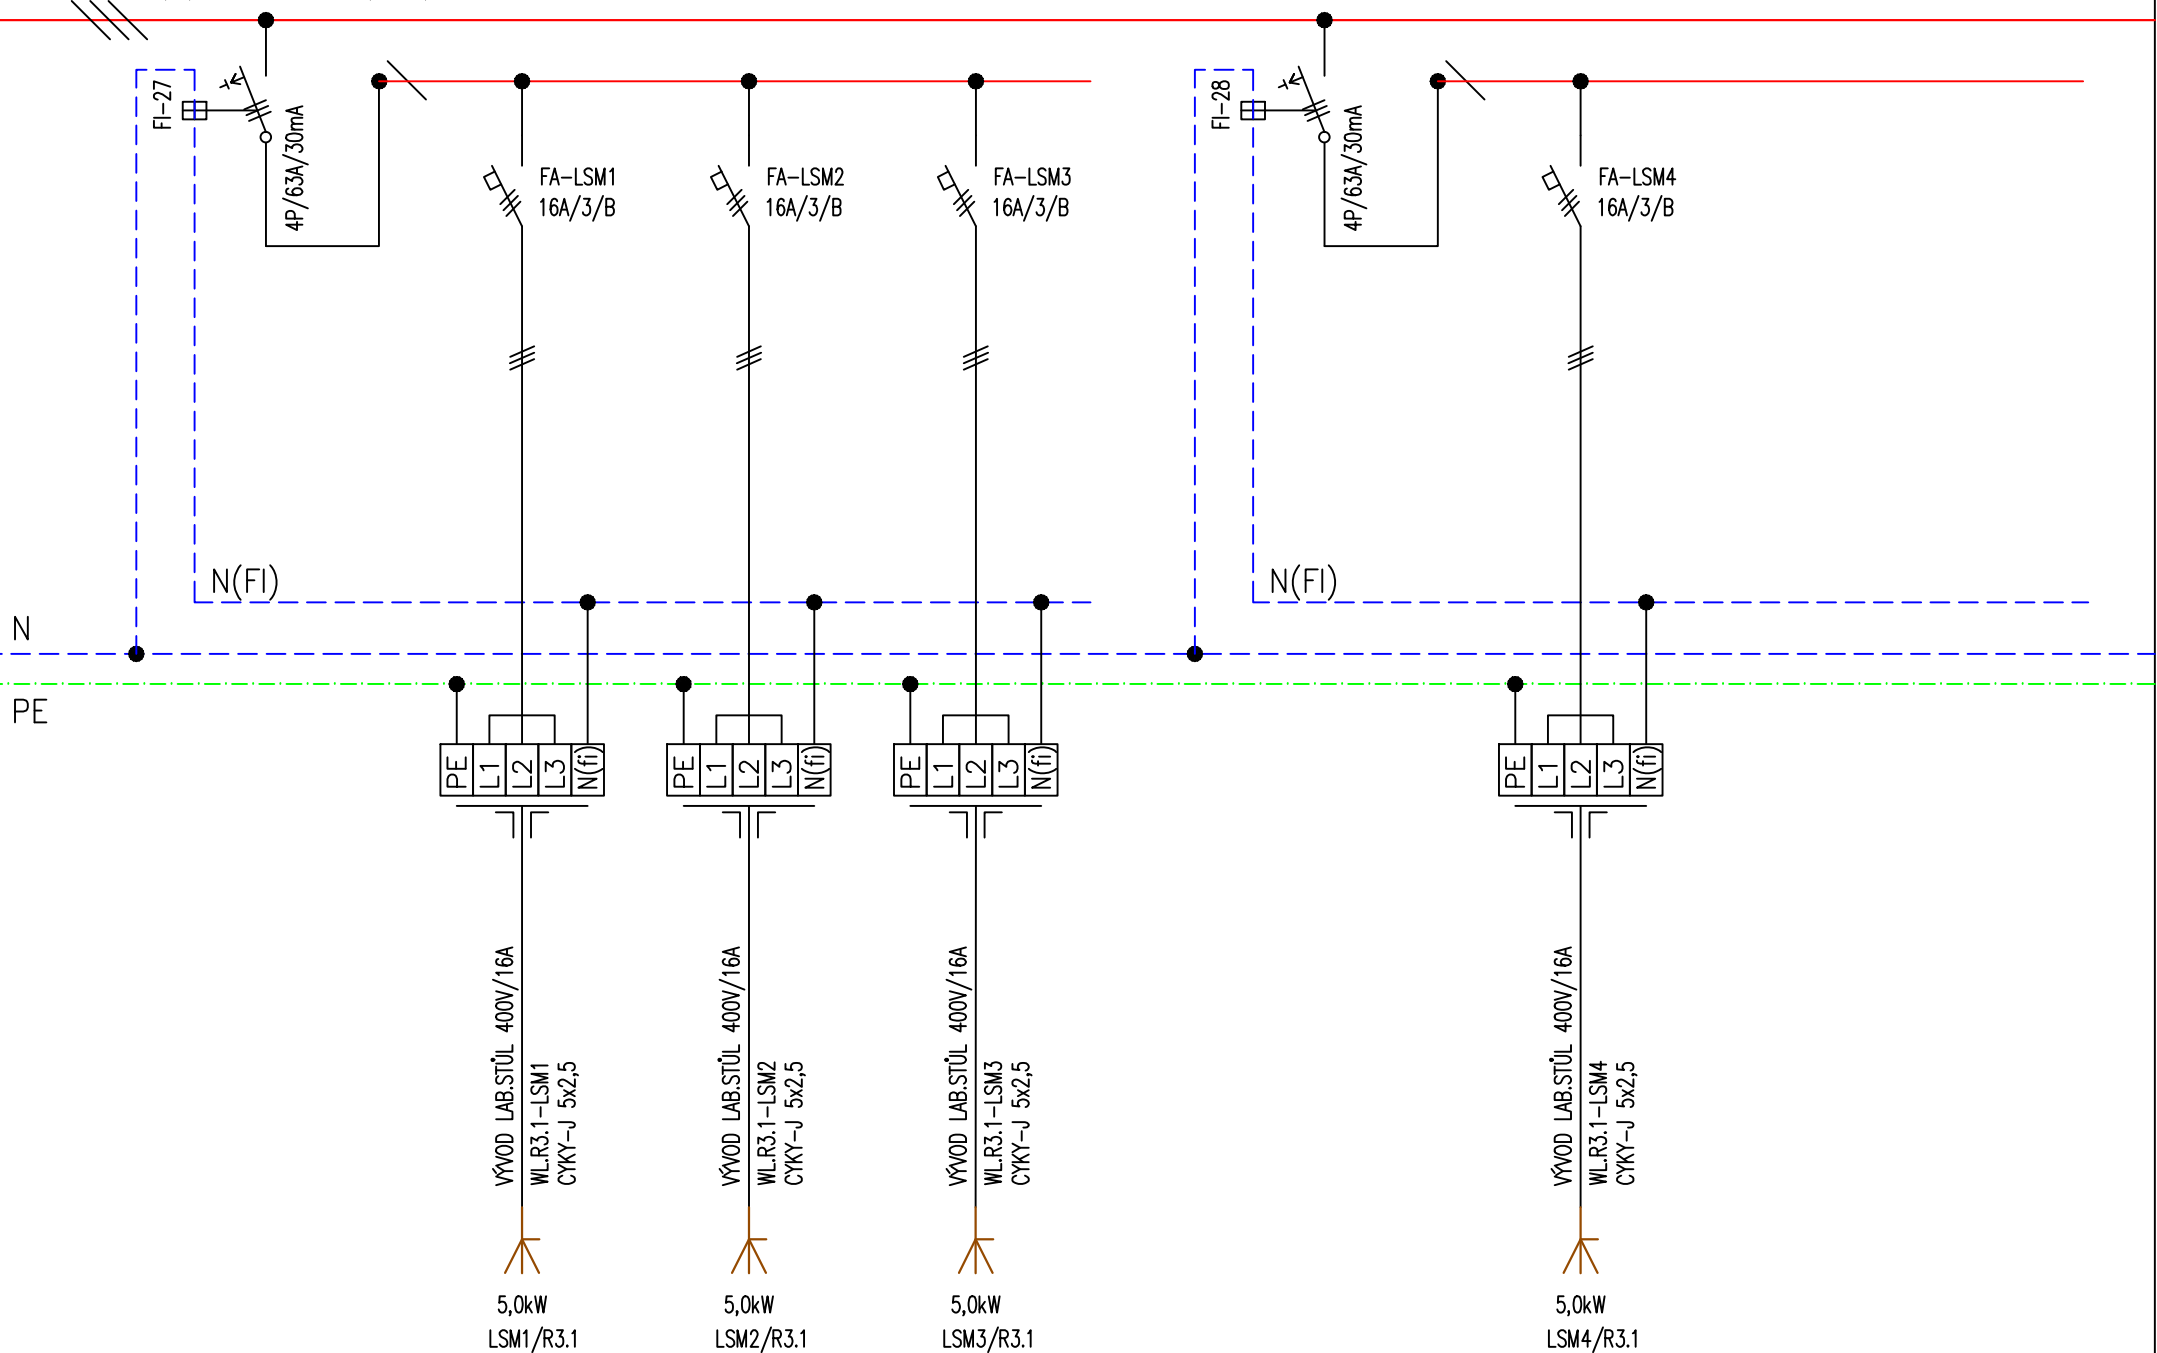 FI-27
4P/63A/30mA
FA-LSM1
16A/3/B
FA-LSM2
16A/3/B
FA-LSM3
16A/3/B
FI-28
4P/63A/30mA
FA-LSM4
16A/3/B
N(FI)
N(FI)
N
PE
PE
L1
L2
L3
N(fi)
PE
L1
L2
L3
N(fi)
PE
L1
L2
L3
N(fi)
PE
L1
L2
L3
N(fi)
VÝVOD LAB.STŮL 400V/16A
WL.R3.1-LSM1
CYKY-J 5x2,5
VÝVOD LAB.STŮL 400V/16A
WL.R3.1-LSM2
CYKY-J 5x2,5
VÝVOD LAB.STŮL 400V/16A
WL.R3.1-LSM3
CYKY-J 5x2,5
VÝVOD LAB.STŮL 400V/16A
WL.R3.1-LSM4
CYKY-J 5x2,5
5,0kW
LSM1/R3.1
5,0kW
LSM2/R3.1
5,0kW
LSM3/R3.1
5,0kW
LSM4/R3.1